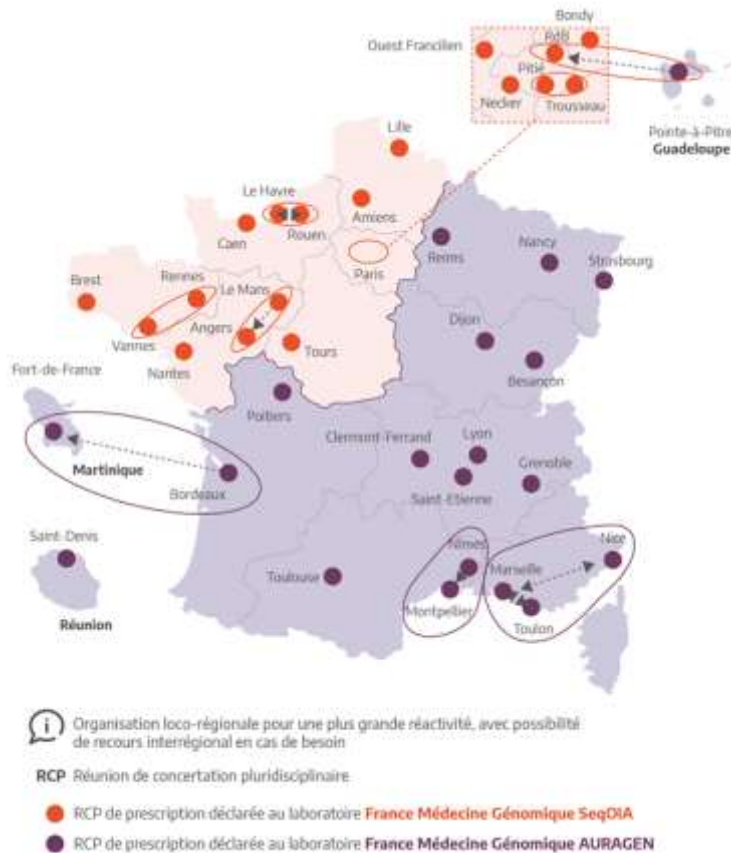 Bondy
Ouest Francilien
RdB
Pitié
Necker
Trousseau
Pointe-à-Pitre
Guadeloupe
Lille
Le Havre
Amiens
Caen
Rouen
Paris
Reims
Nancy
Strasbourg
Brest
Rennes
Le Mans
Vannes
Angers
Tours
Nantes
Dijon
Besançon
Fort-de-France
Poitiers
Martinique
Bordeaux
Clermont-Ferrand
Lyon
Grenoble
Saint-Etienne
Saint-Denis
Réunion
Toulouse
Nîmes
Montpellier
Marseille
Nice
Toulon
i Organisation loco-régionale pour une plus grande réactivité, avec possibilité
de recours interrégional en cas de besoin
RCP Réunion de concertation pluridisciplinaire
RCP de prescription déclarée au laboratoire France Médecine Génomique SeqOIA
RCP de prescription déclarée au laboratoire France Médecine Génomique AURAGEN